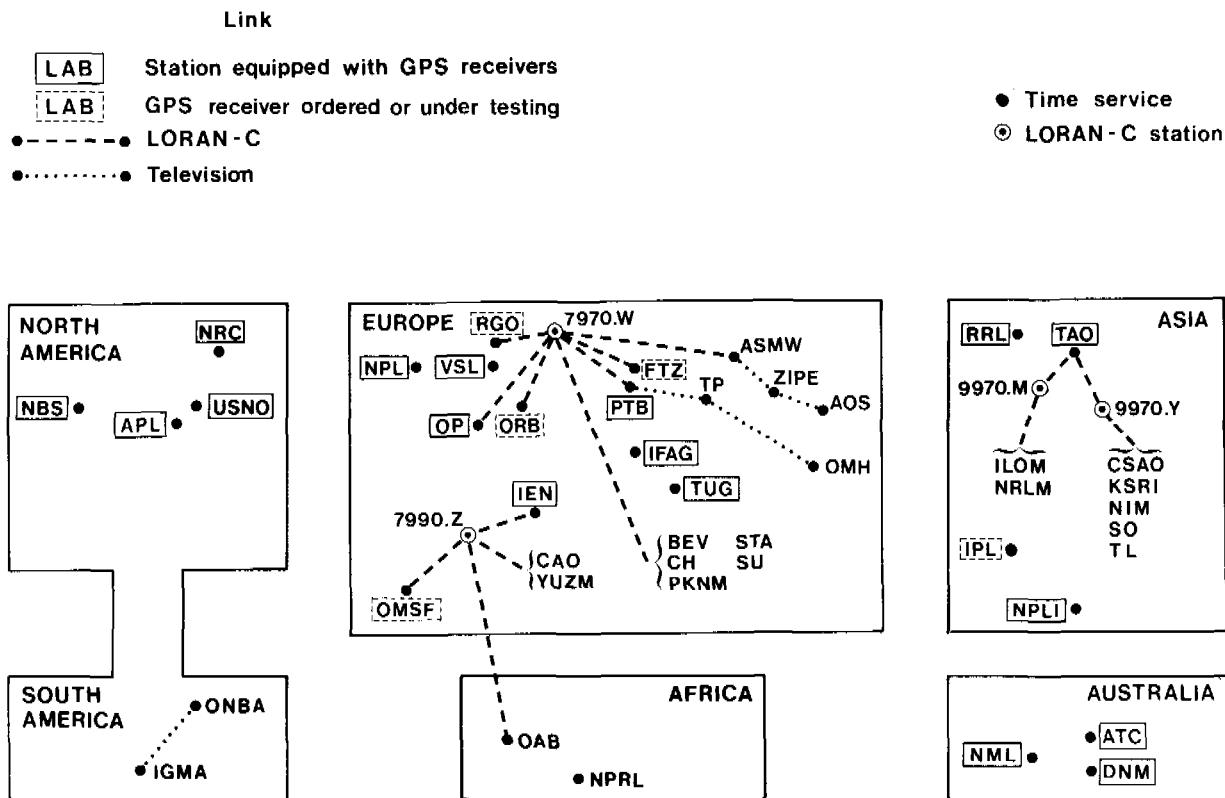 Link
LAB Station equipped with GPS receivers
LAB GPS receiver ordered or under testing
LORAN-C
Television
Time service
LORAN-C station
NORTH
AMERICA
NRC
NBS
APL
USNO
SOUTH
AMERICA
ONBA
IGMA
EUROPE
RGO
7970.W
NPL
VSL
FTZ
ASMW
ZIPE
AOS
TP
PTB
OP
ORB
IFAG
OMH
TUG
IEN
7990.Z
CAO
YUZM
BEV STA
CH SU
PKNM
OMSF
AFRICA
OAB
NPRL
ASIA
RRL
TAO
9970.M
9970.Y
ILOM
NRLM
CSAO
KSRI
NIM
SO
TL
IPL
NPLI
AUSTRALIA
NML
ATC
DNM